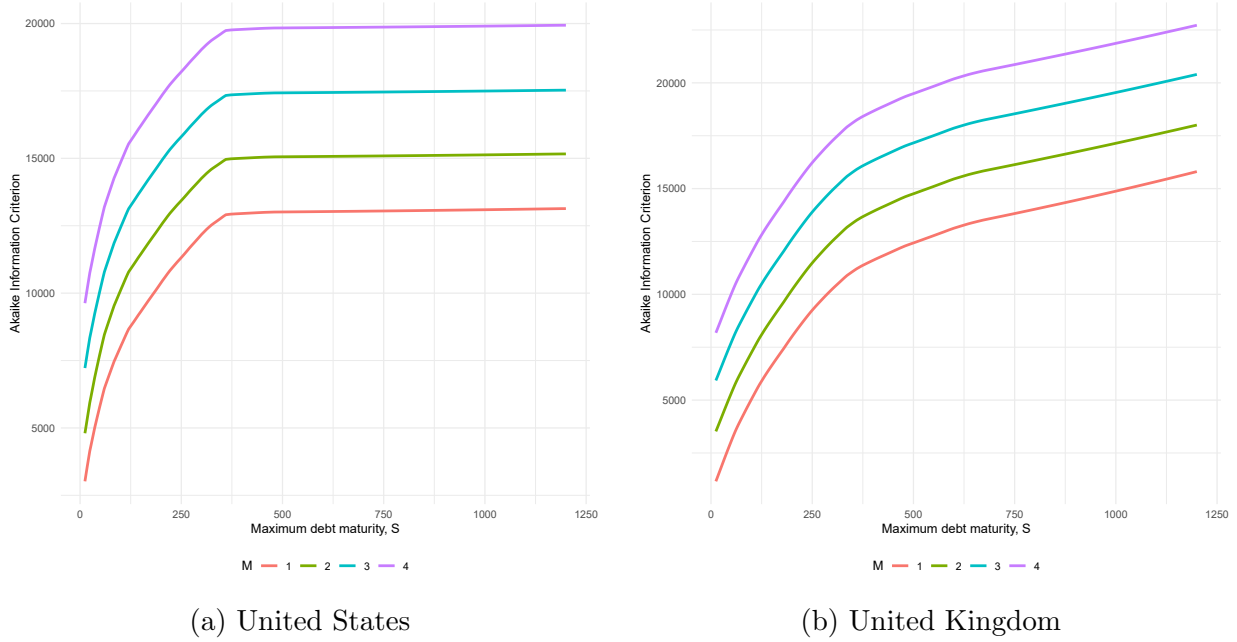 20000
15000
10000
5000
Akaike Information Criterion
0 250 500 750 1000 1250
Maximum debt maturity, S
M 1 2 3 4
(a) United States
20000
15000
10000
5000
Akaike Information Criterion
0 250 500 750 1000 1250
Maximum debt maturity, S
M 1 2 3 4
(b) United Kingdom